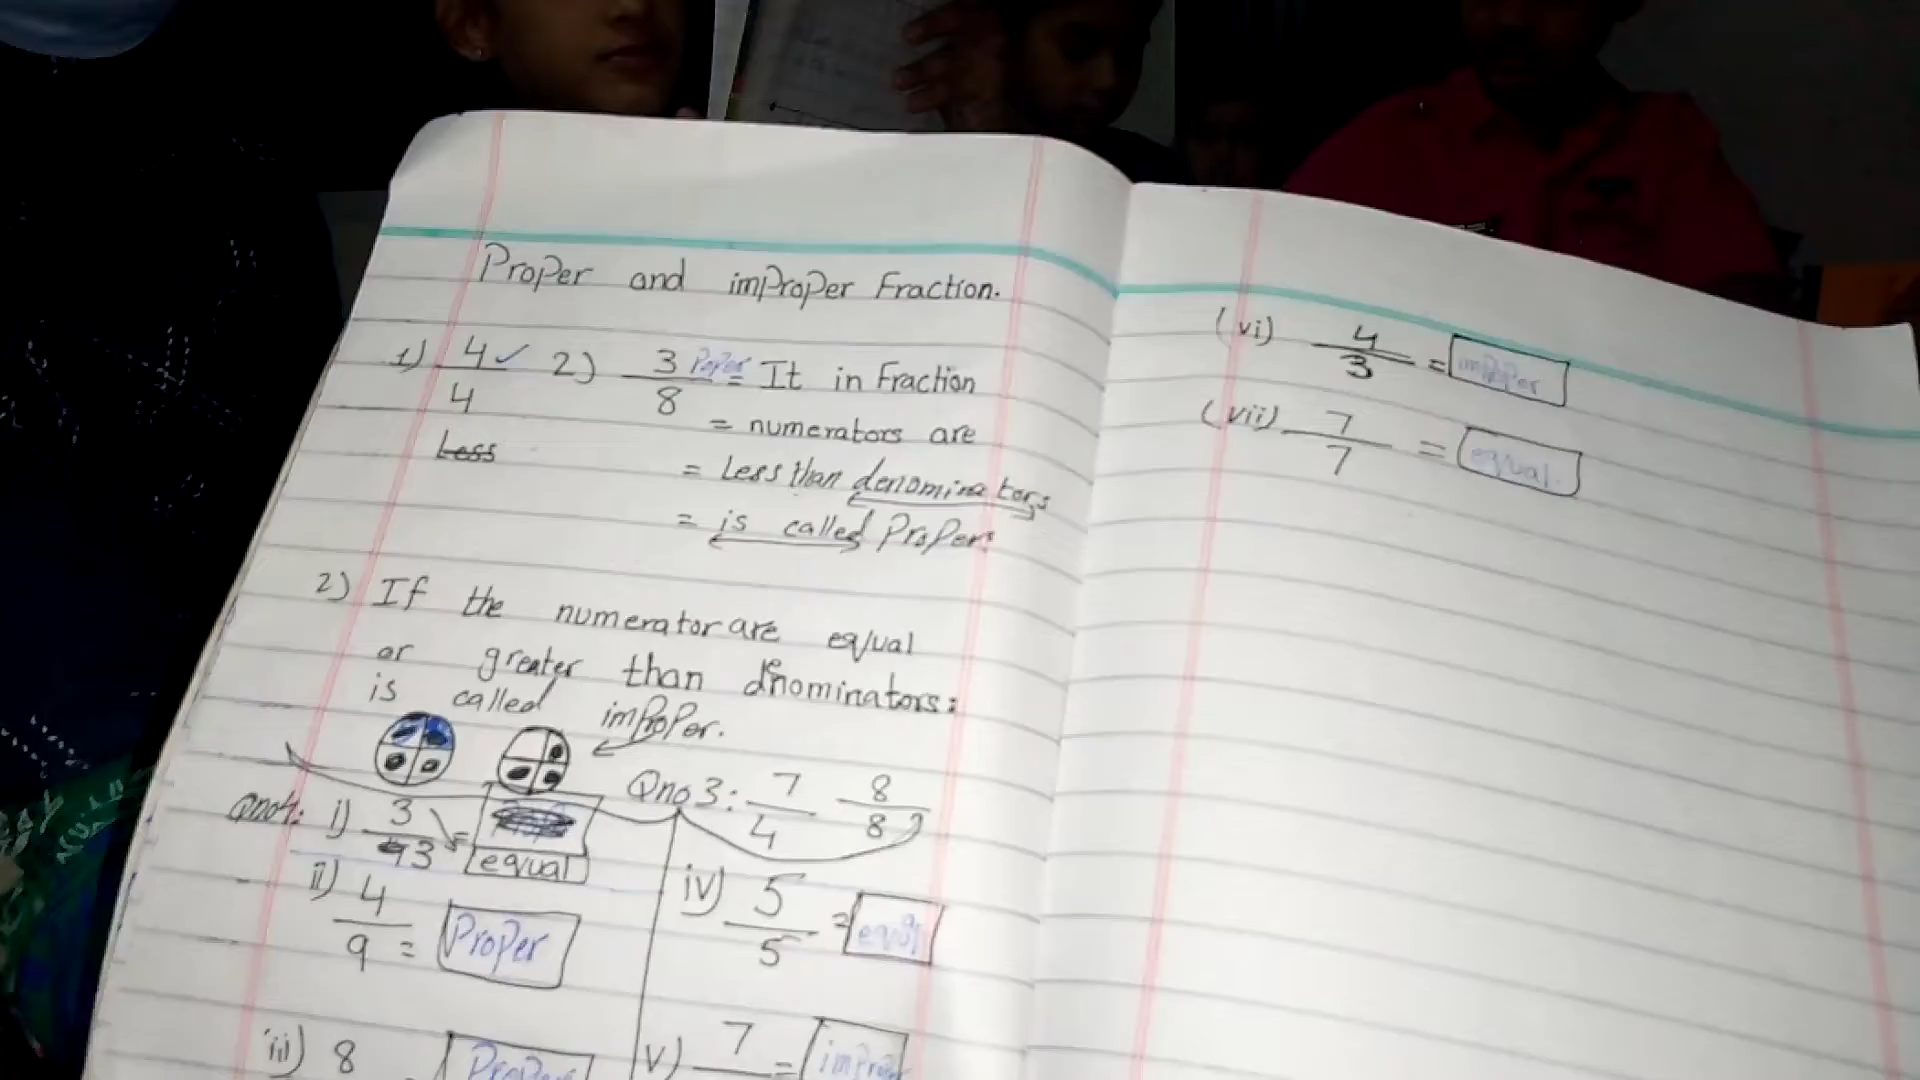 Proper and improper Fraction.
1) 4/4 ✓ 2) 3/8 Poper = It in Fraction
= numerators are
Less
= Less than denominators
= is called Proper:
2) If the numerator are equal
or greater than denominators:
is called improper.
Qno3: 7/4 8/8
Qno4: i) 3/3 = equal
ii) 4/9 = Proper
iii) 8 Proper
iv) 5/5 = equal
v) 7 =
(vi) 4/3 = improper
(vii) 7/7 = equal.